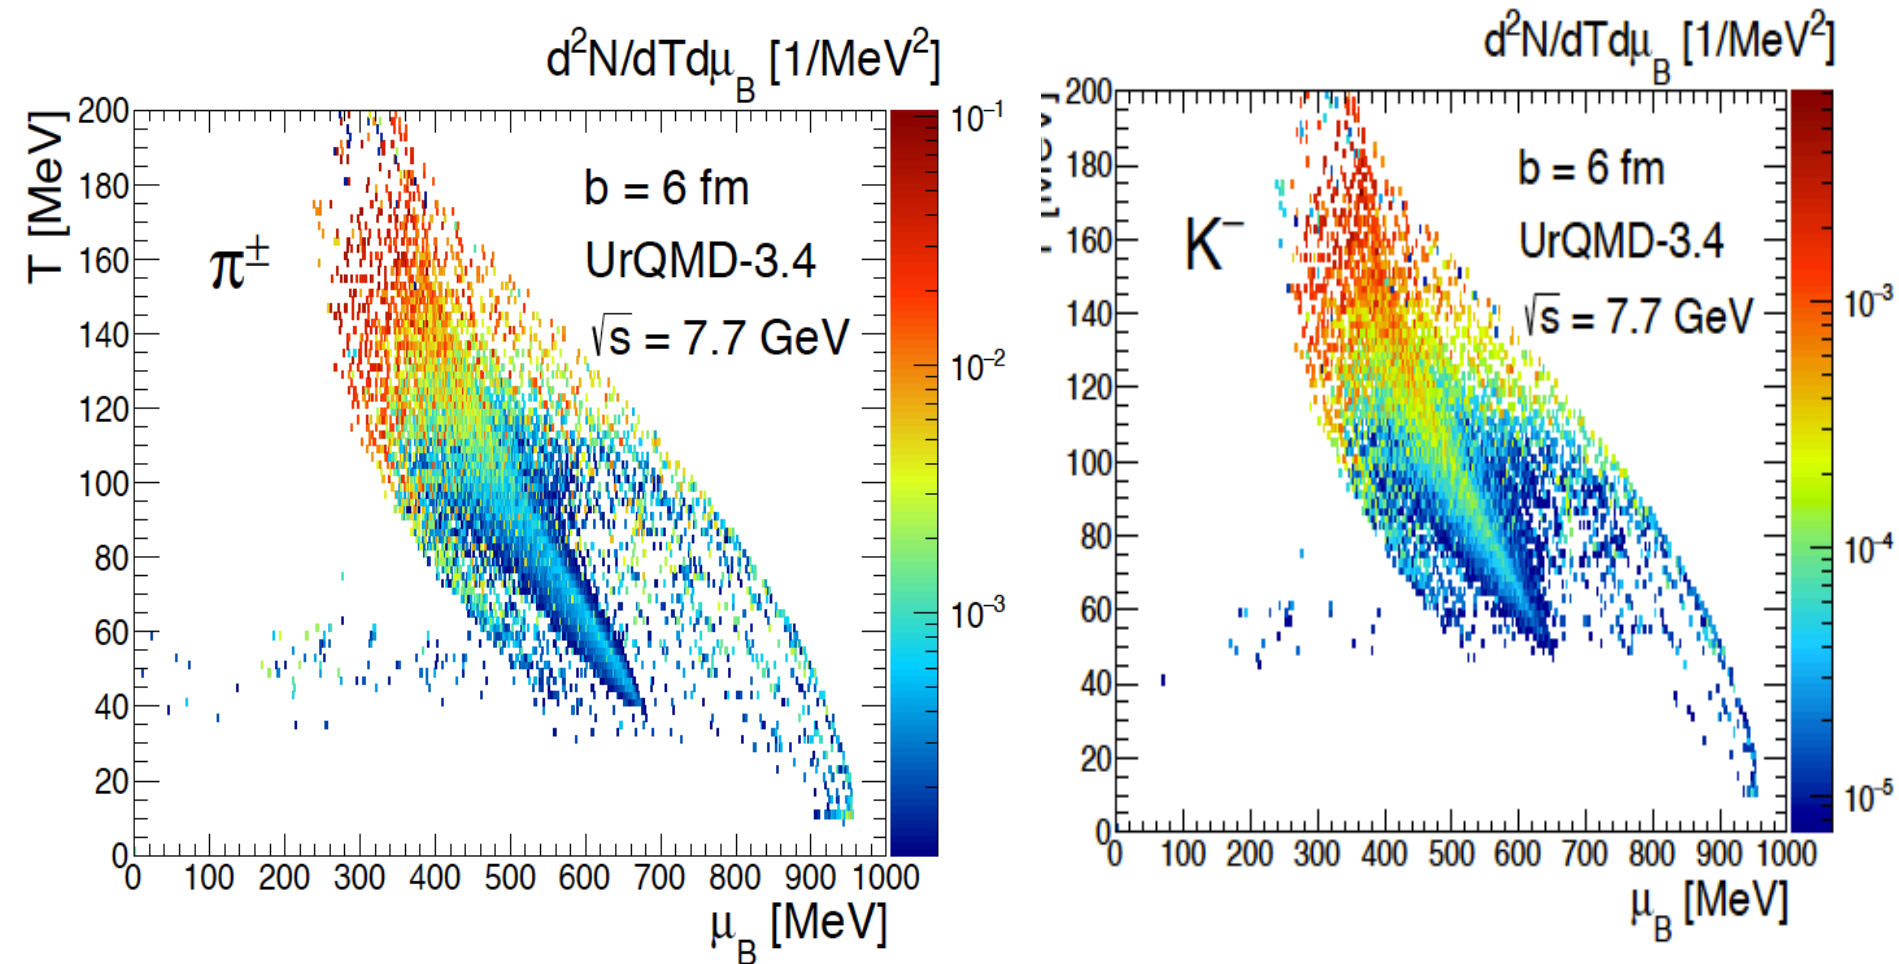 d²N/dTdμ_B [1/MeV²]
T [MeV]
200
180
160
140
120
100
80
60
40
20
0
π±
b = 6 fm
UrQMD-3.4
√s = 7.7 GeV
10⁻¹
10⁻²
10⁻³
0 100 200 300 400 500 600 700 800 900 1000
μ_B [MeV]
d²N/dTdμ_B [1/MeV²]
200
180
160
140
120
100
80
60
40
20
0
K⁻
b = 6 fm
UrQMD-3.4
√s = 7.7 GeV
10⁻³
10⁻⁴
10⁻⁵
0 100 200 300 400 500 600 700 800 900 1000
μ_B [MeV]